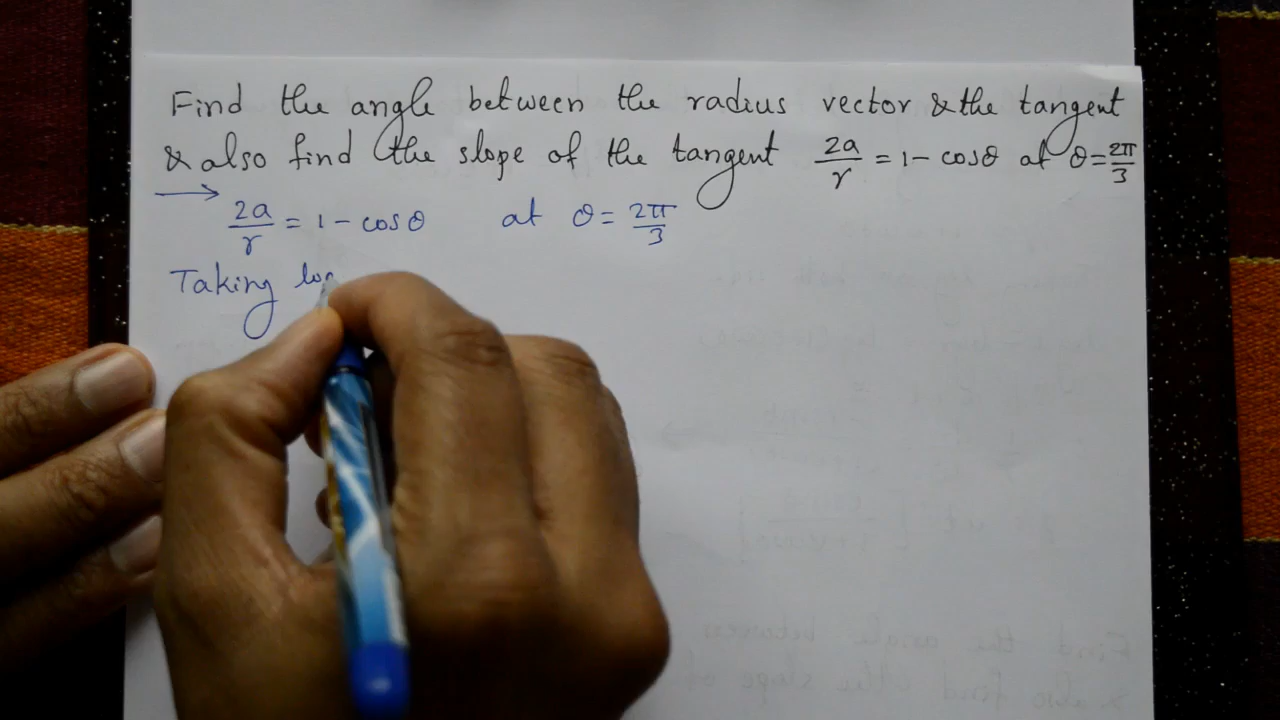 Find the angle between the radius vector & the tangent
& also find the slope of the tangent 2a/r = 1 - cosθ at θ = 2π/3
→ 2a/r = 1 - cosθ at θ = 2π/3
Taking